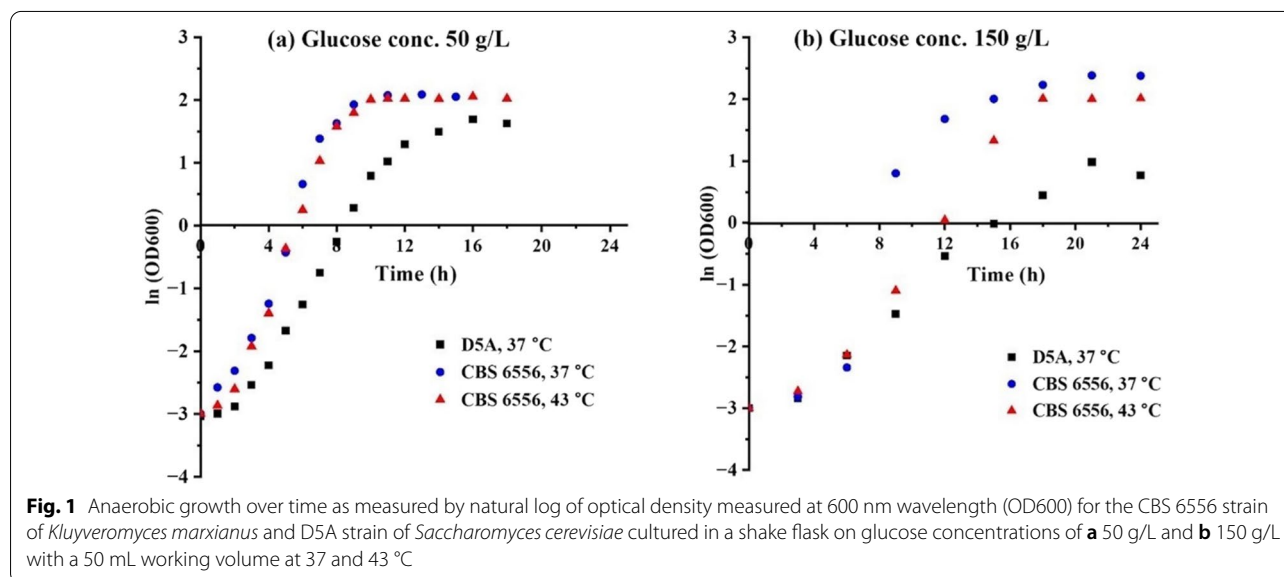 (a) Glucose conc. 50 g/L
3
2
1
0
−1
−2
−3
−4
ln (OD600)
0 4 8 12 16 20 24
Time (h)
D5A, 37 °C
CBS 6556, 37 °C
CBS 6556, 43 °C
(b) Glucose conc. 150 g/L
3
2
1
0
−1
−2
−3
−4
ln (OD600)
0 4 8 12 16 20 24
Time (h)
D5A, 37 °C
CBS 6556, 37 °C
CBS 6556, 43 °C
Fig. 1 Anaerobic growth over time as measured by natural log of optical density measured at 600 nm wavelength (OD600) for the CBS 6556 strain
of Kluyveromyces marxianus and D5A strain of Saccharomyces cerevisiae cultured in a shake flask on glucose concentrations of a 50 g/L and b 150 g/L
with a 50 mL working volume at 37 and 43 °C